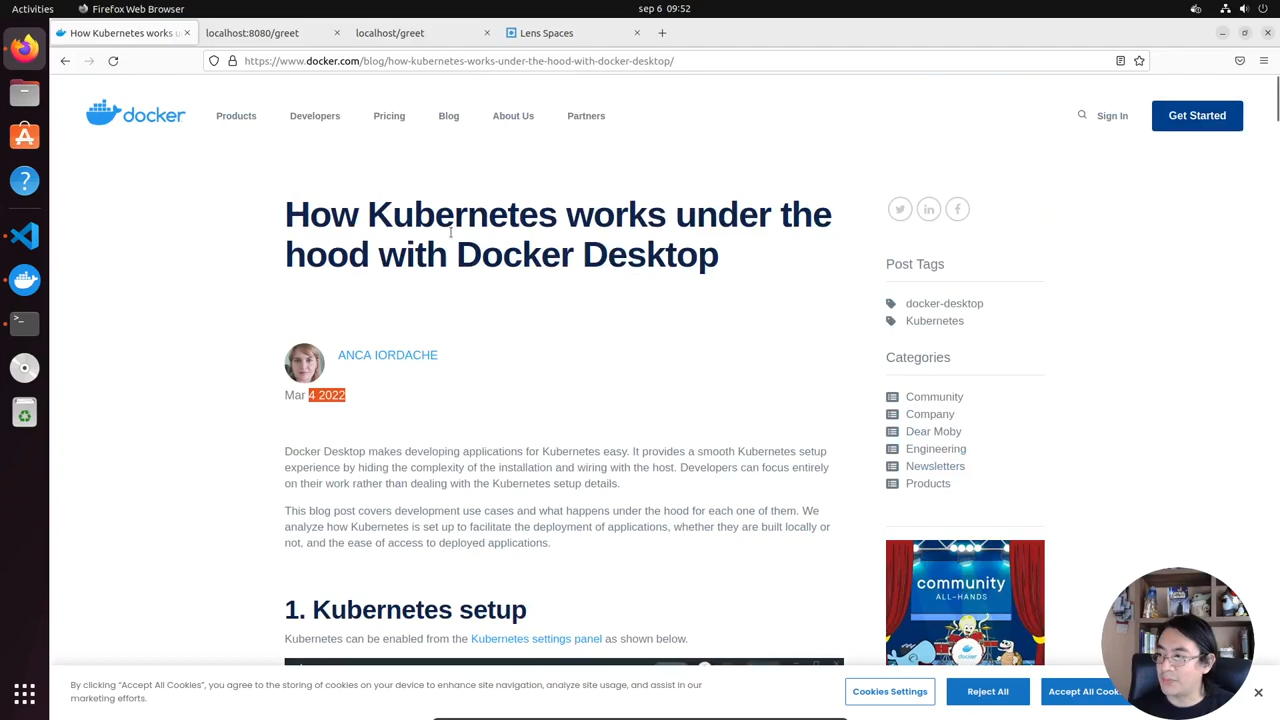 Activities
Firefox Web Browser
sep 6 09:52
How Kubernetes works u
localhost:8080/greet
localhost/greet
Lens Spaces
https://www.docker.com/blog/how-kubernetes-works-under-the-hood-with-docker-desktop/
docker
Products
Developers
Pricing
Blog
About Us
Partners
Sign In
Get Started
How Kubernetes works under the
hood with Docker Desktop
ANCA IORDACHE
Mar 4 2022
Docker Desktop makes developing applications for Kubernetes easy. It provides a smooth Kubernetes setup
experience by hiding the complexity of the installation and wiring with the host. Developers can focus entirely
on their work rather than dealing with the Kubernetes setup details.
This blog post covers development use cases and what happens under the hood for each one of them. We
analyze how Kubernetes is set up to facilitate the deployment of applications, whether they are built locally or
not, and the ease of access to deployed applications.
1. Kubernetes setup
Kubernetes can be enabled from the Kubernetes settings panel as shown below.
Post Tags
docker-desktop
Kubernetes
Categories
Community
Company
Dear Moby
Engineering
Newsletters
Products
community
ALL-HANDS
By clicking “Accept All Cookies”, you agree to the storing of cookies on your device to enhance site navigation, analyze site usage, and assist in our
marketing efforts.
Cookies Settings
Reject All
Accept All Cook